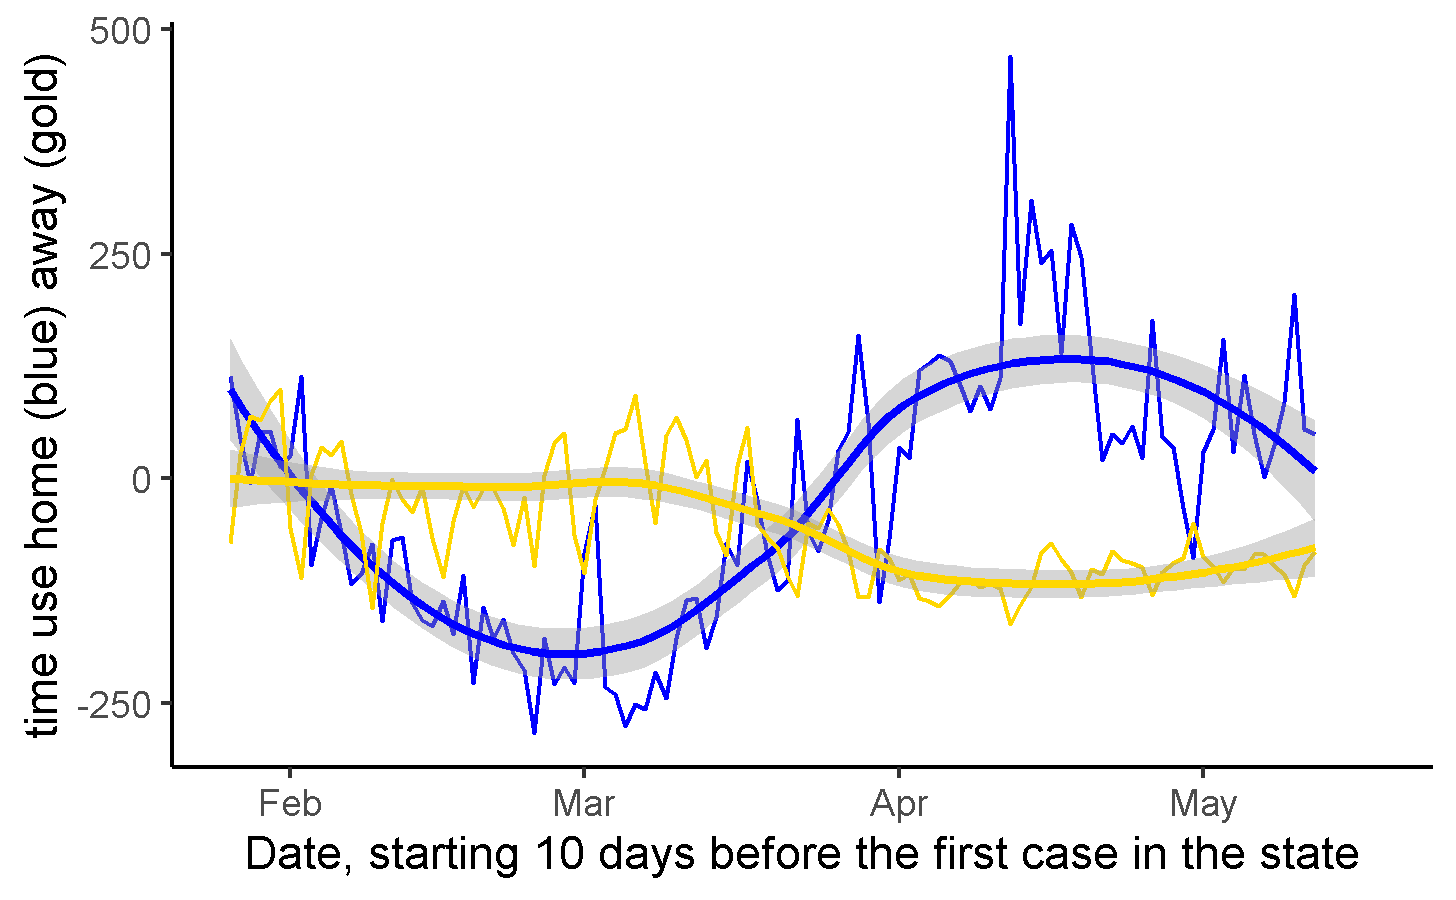 time use home (blue) away (gold)
500
250
0
-250
Feb Mar Apr May
Date, starting 10 days before the first case in the state